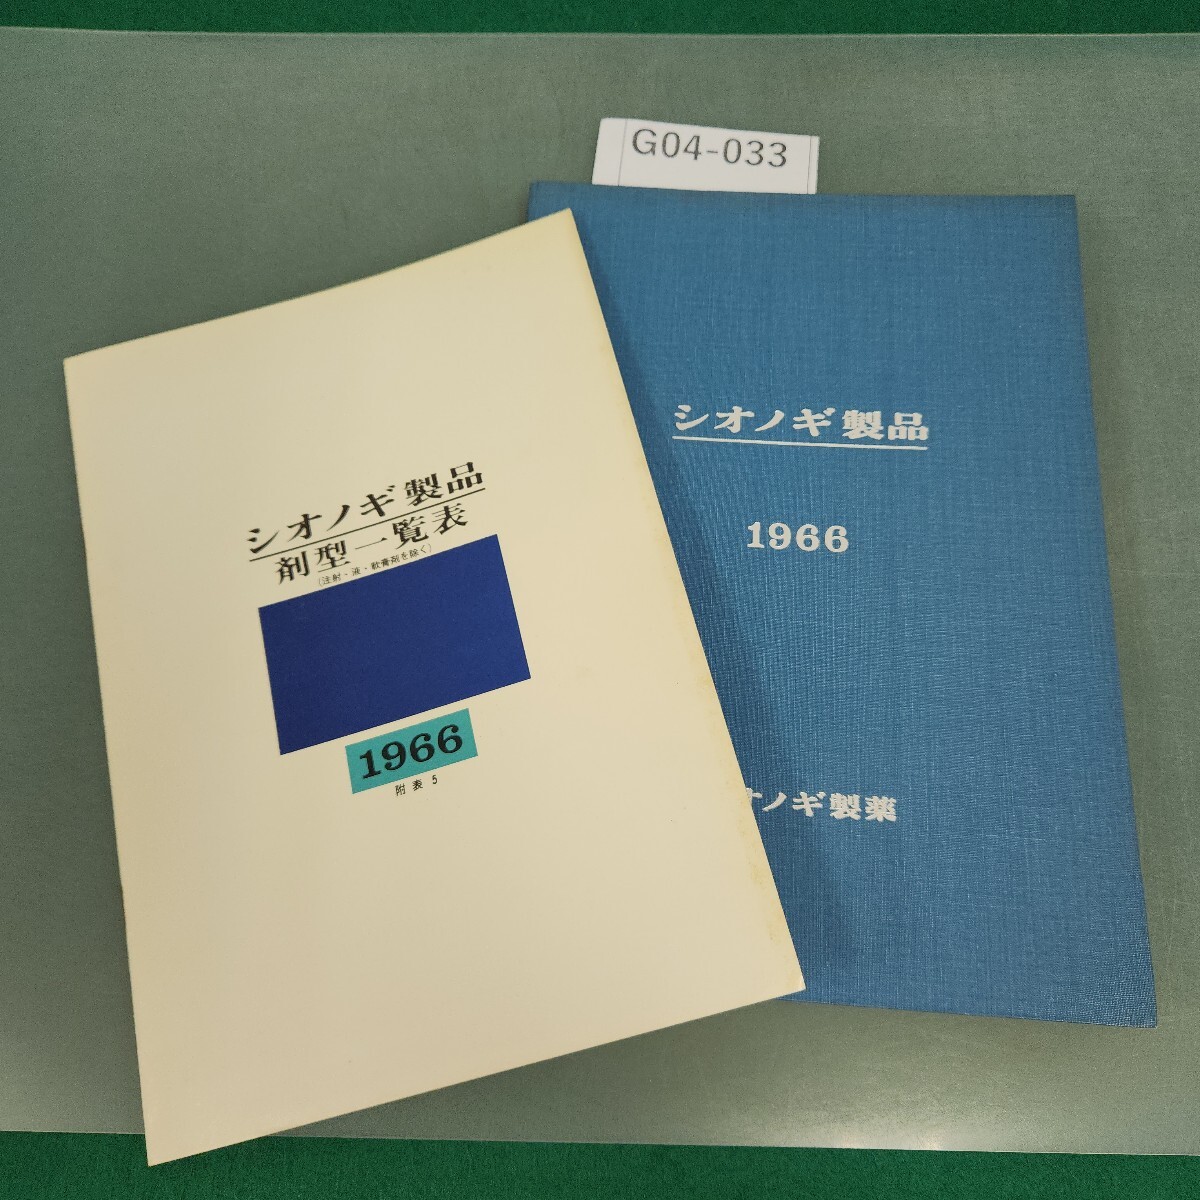 G04-033
シオノギ製品
1966
オノギ製薬
シオノギ製品
剤型一覧表
(注射・液・軟膏剤を除く)
1966
附表 5